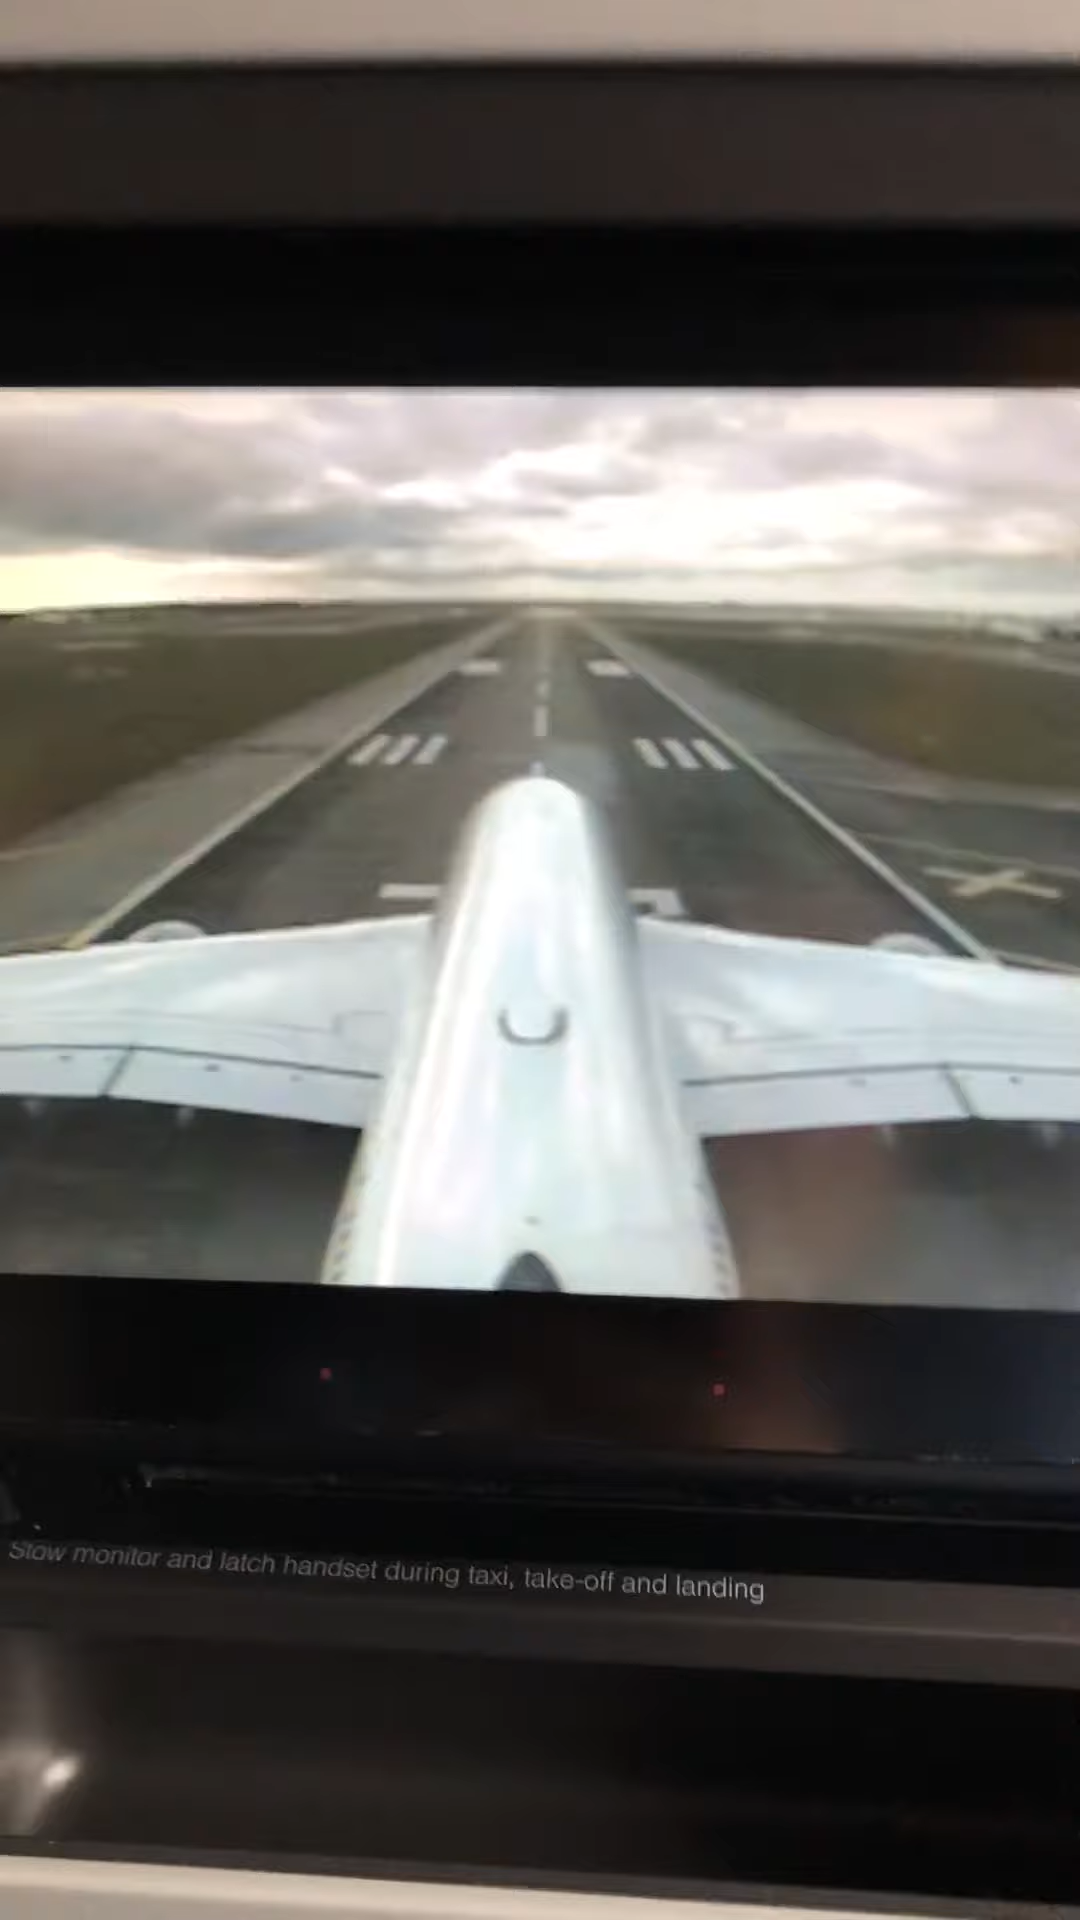 Stow monitor and latch handset during taxi, take-off and landing